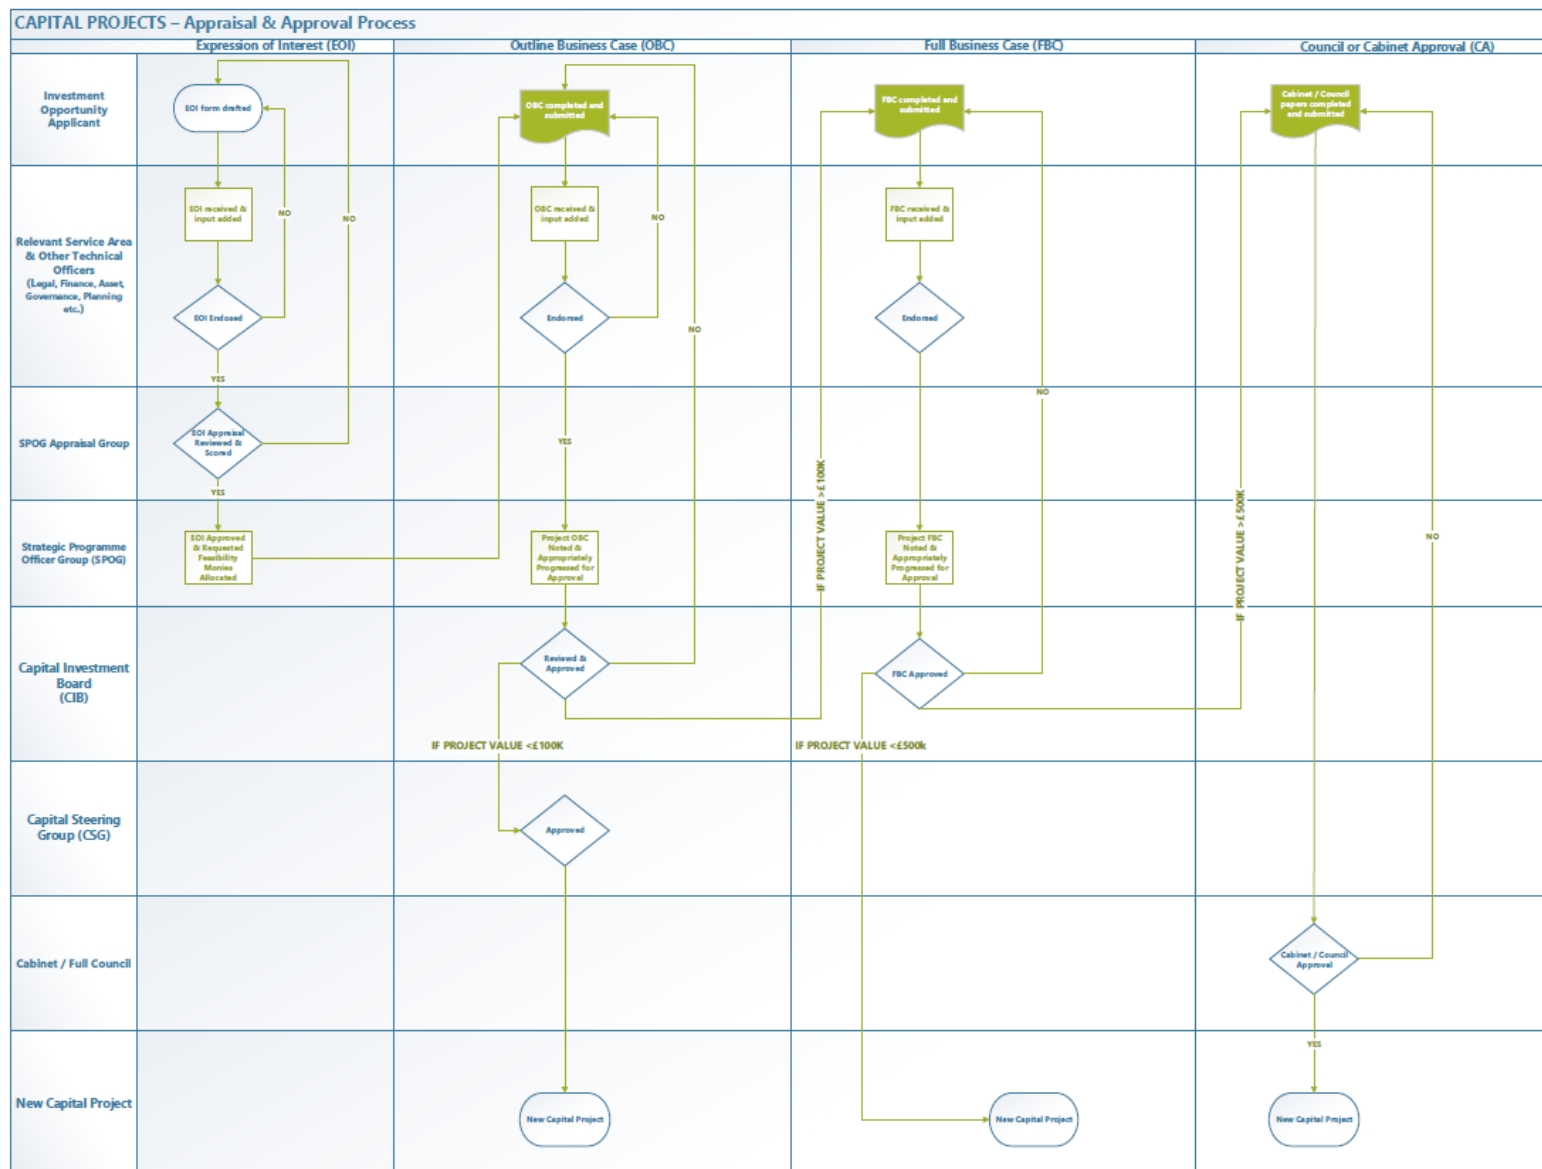 CAPITAL PROJECTS – Appraisal & Approval Process
Expression of Interest (EOI)
Outline Business Case (OBC)
Full Business Case (FBC)
Council or Cabinet Approval (CA)
Investment
Opportunity
Applicant
EOI form drafted
OBC completed and
submitted
FBC completed and
submitted
Cabinet / Council
papers completed
and submitted
Relevant Service Area
& Other Technical
Officers
(Legal, Finance, Asset,
Governance, Planning
etc.)
EOI received &
input added
NO
NO
OBC received &
input added
NO
FBC received &
input added
EOI Endosed
Endorsed
NO
Endorsed
YES
NO
SPOG Appraisal Group
EOI Appraisal
Reviewed &
Scored
YES
YES
IF PROJECT VALUE >£100K
IF PROJECT VALUE >£500K
Strategic Programme
Officer Group (SPOG)
EOI Approved
& Requested
Feasibility
Monies
Allocated
Project OBC
Noted &
Appropriately
Progressed for
Approval
Project FBC
Noted &
Appropriately
Progressed for
Approval
NO
Capital Investment
Board
(CIB)
Reviewd &
Approved
FBC Approved
IF PROJECT VALUE <£100K
IF PROJECT VALUE <£500k
Capital Steering
Group (CSG)
Approved
Cabinet / Full Council
Cabinet / Council
Approval
YES
New Capital Project
New Capital Project
New Capital Project
New Capital Project